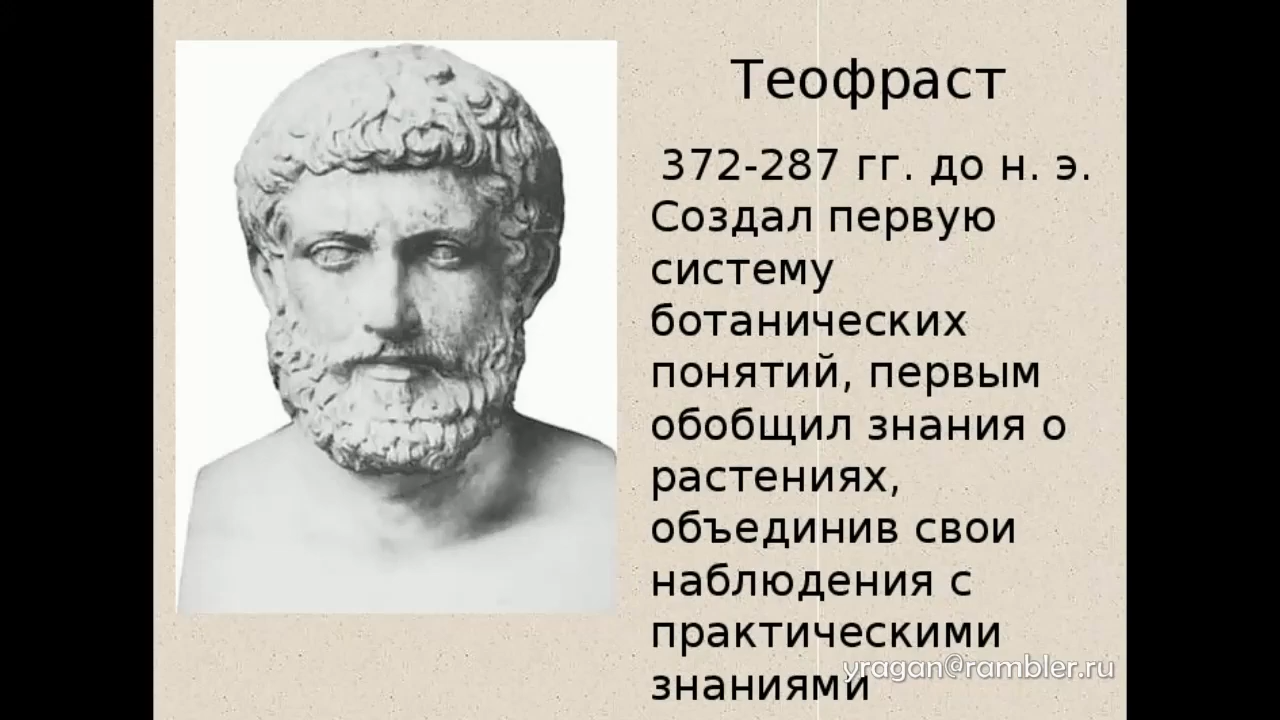 Теофраст
372-287 гг. до н. э.
Создал первую
систему
ботанических
понятий, первым
обобщил знания о
растениях,
объединив свои
наблюдения с
практическими
yragan@rambler.ru
знаниями